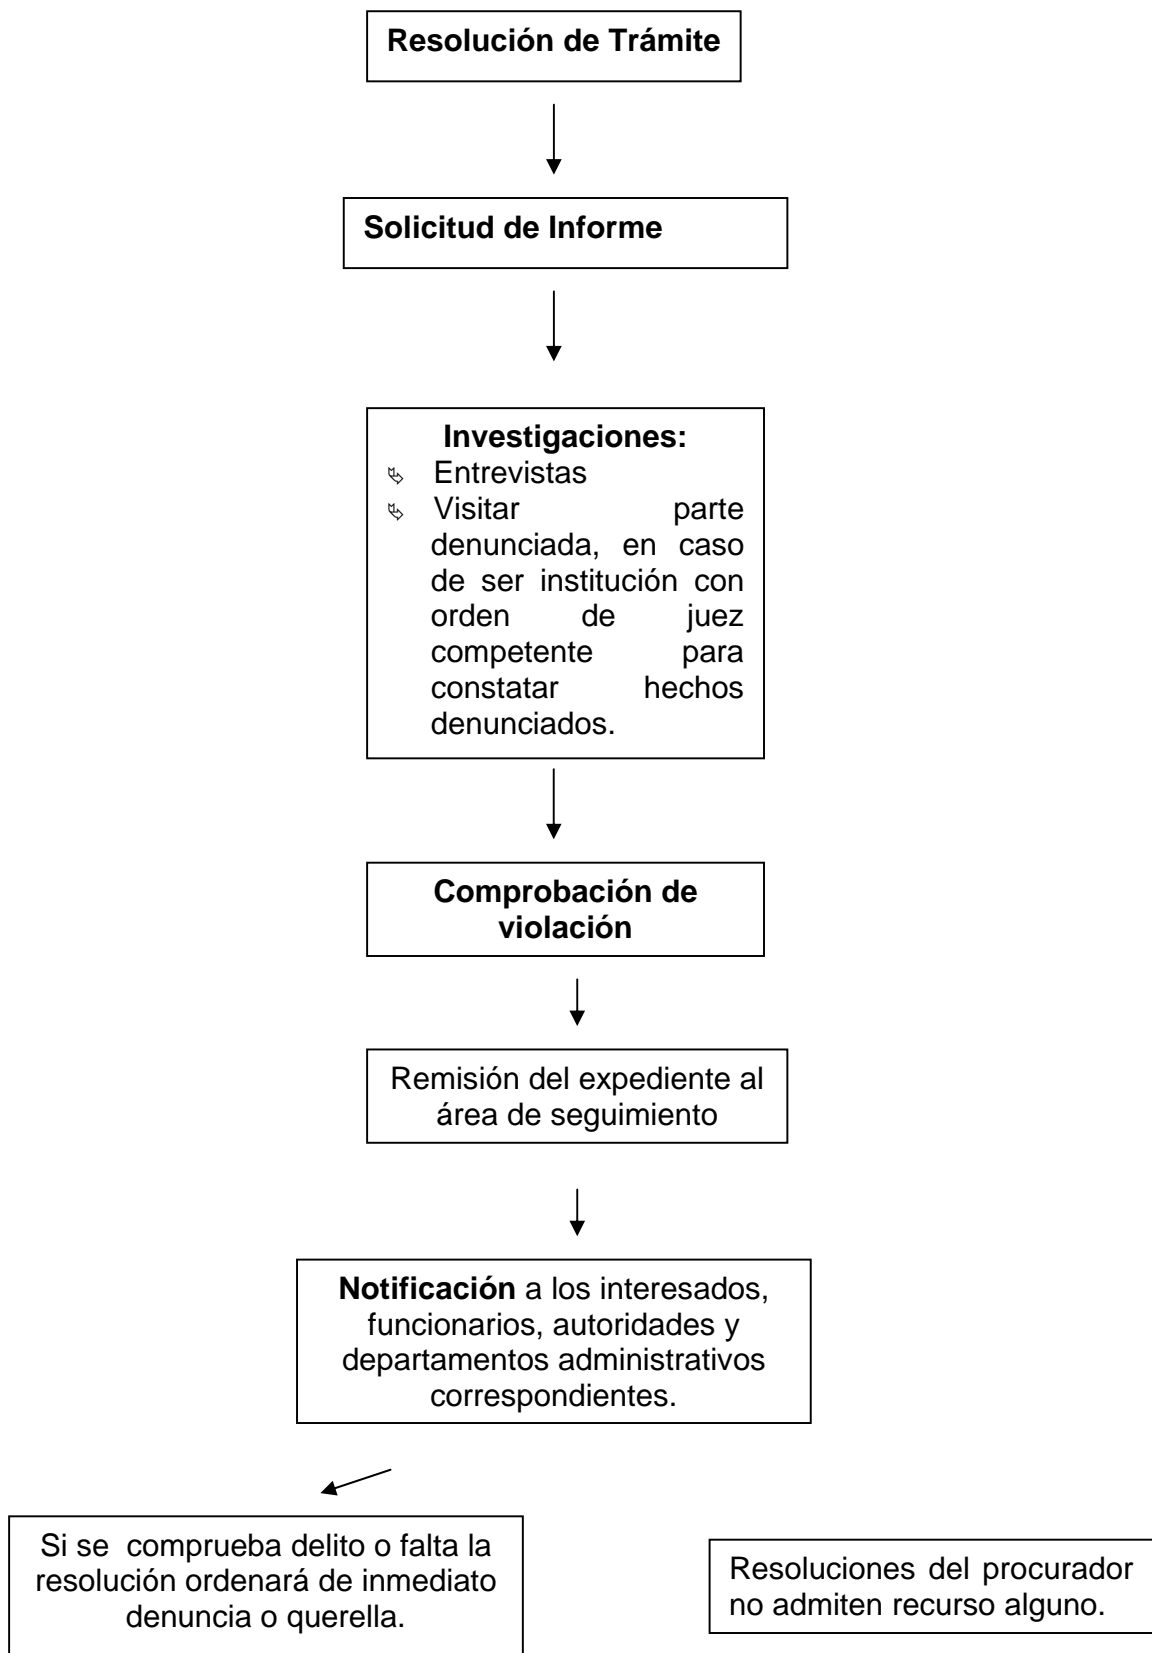 Resolución de Trámite
Solicitud de Informe
Investigaciones:
Entrevistas
Visitar parte
denunciada, en caso
de ser institución con
orden de juez
competente para
constatar hechos
denunciados.
Comprobación de
violación
Remisión del expediente al
área de seguimiento
Notificación a los interesados,
funcionarios, autoridades y
departamentos administrativos
correspondientes.
Si se comprueba delito o falta la
resolución ordenará de inmediato
denuncia o querella.
Resoluciones del procurador
no admiten recurso alguno.